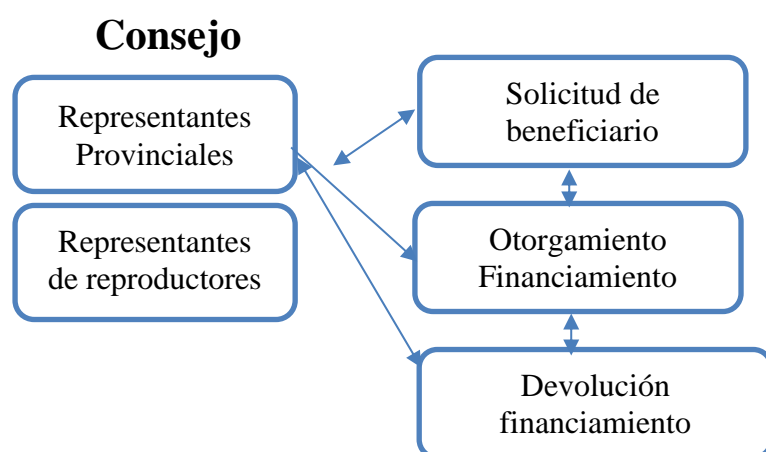 Consejo
Representantes
Provinciales
Representantes
de reproductores
Solicitud de
beneficiario
Otorgamiento
Financiamiento
Devolución
financiamiento